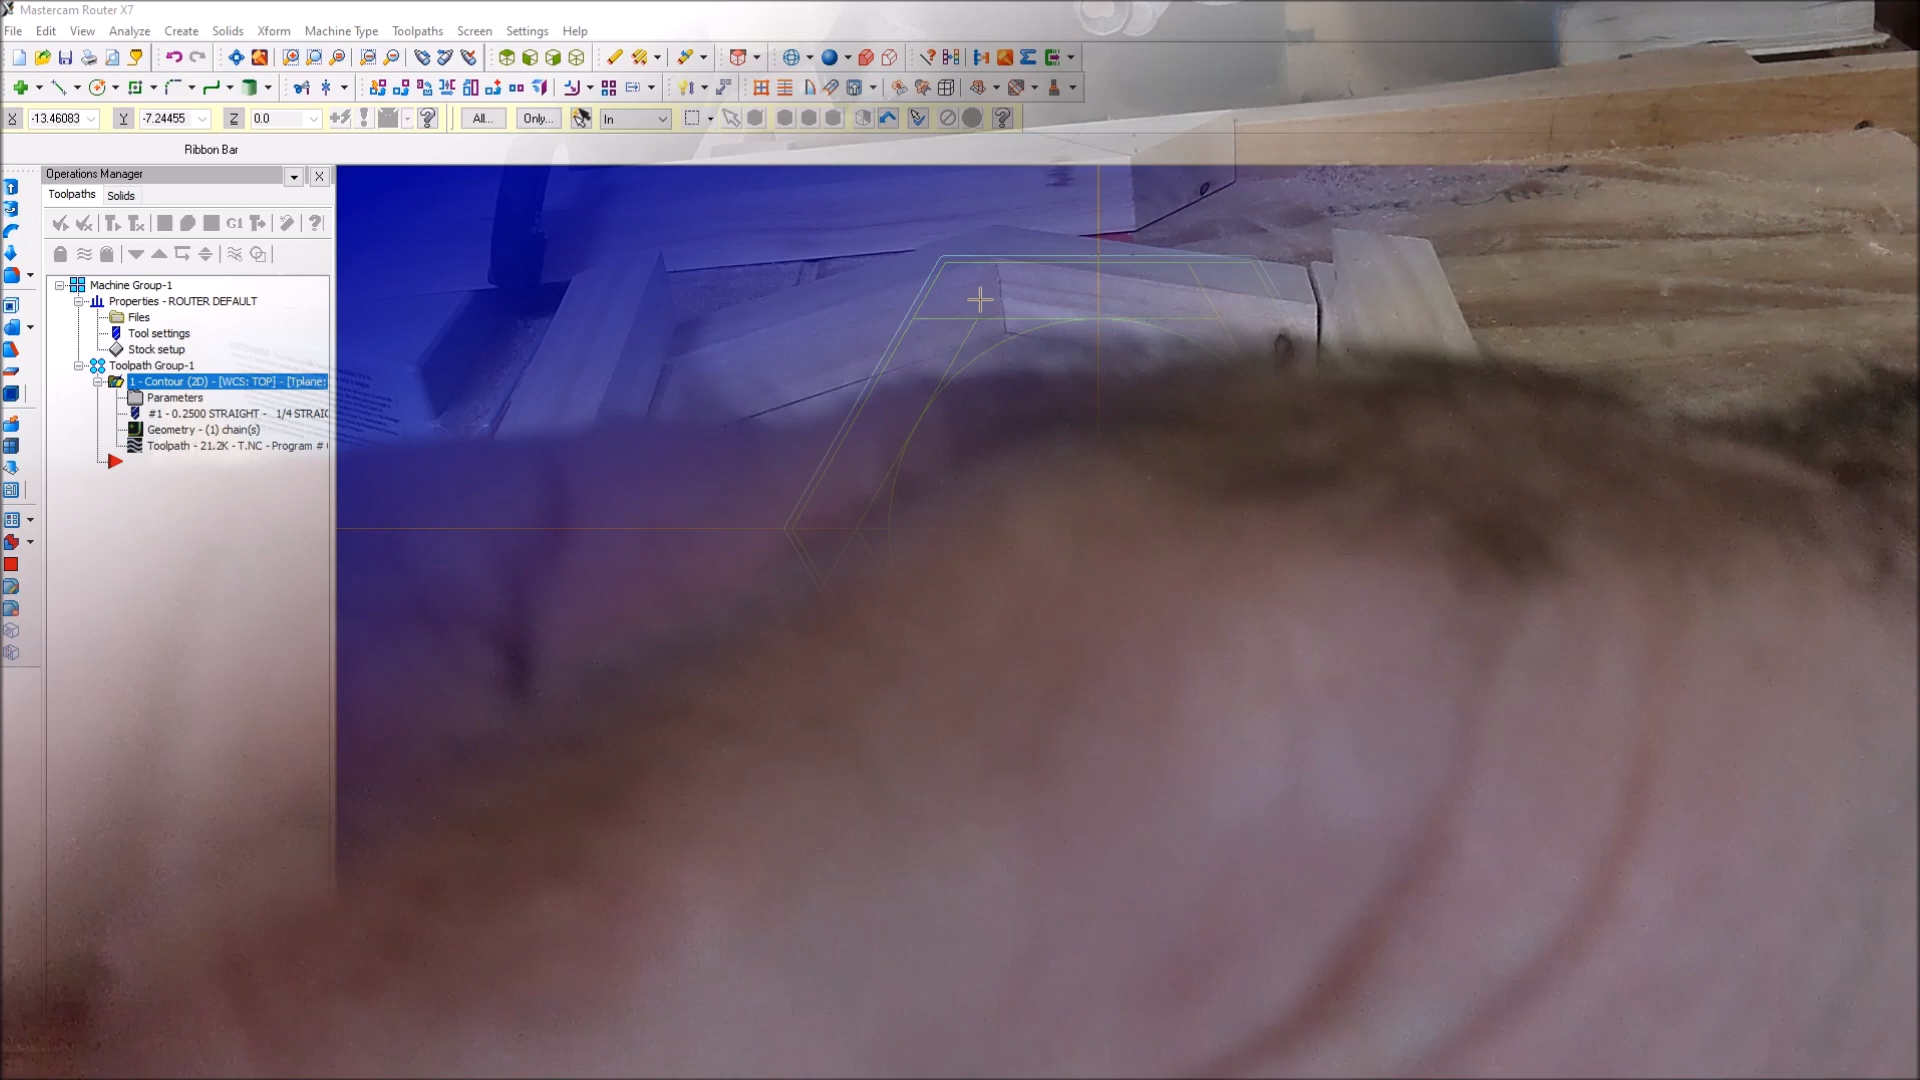 Mastercam Router X7
File Edit View Analyze Create Solids Xform Machine Type Toolpaths Screen Settings Help
X -13.46083 Y -7.24455 Z 0.0 All... Only... In
Ribbon Bar
Operations Manager
Toolpaths Solids
G1
Machine Group-1
Properties - ROUTER DEFAULT
Files
Tool settings
Stock setup
Toolpath Group-1
1 - Contour (2D) - [WCS: TOP] - [Tplane:
Parameters
#1 - 0.2500 STRAIGHT - 1/4 STRAIG
Geometry - (1) chain(s)
Toolpath - 21.2K - T.NC - Program #